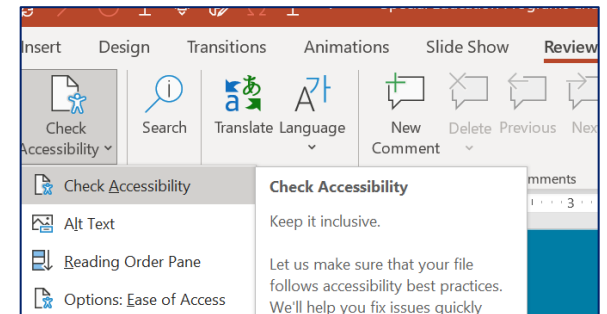 Insert Design Transitions Animations Slide Show Review
Check Accessibility
Search
Translate
Language
New Comment
Delete
Previous
Check Accessibility
Alt Text
Reading Order Pane
Options: Ease of Access
Check Accessibility
Keep it inclusive.
Let us make sure that your file
follows accessibility best practices.
We'll help you fix issues quickly
3